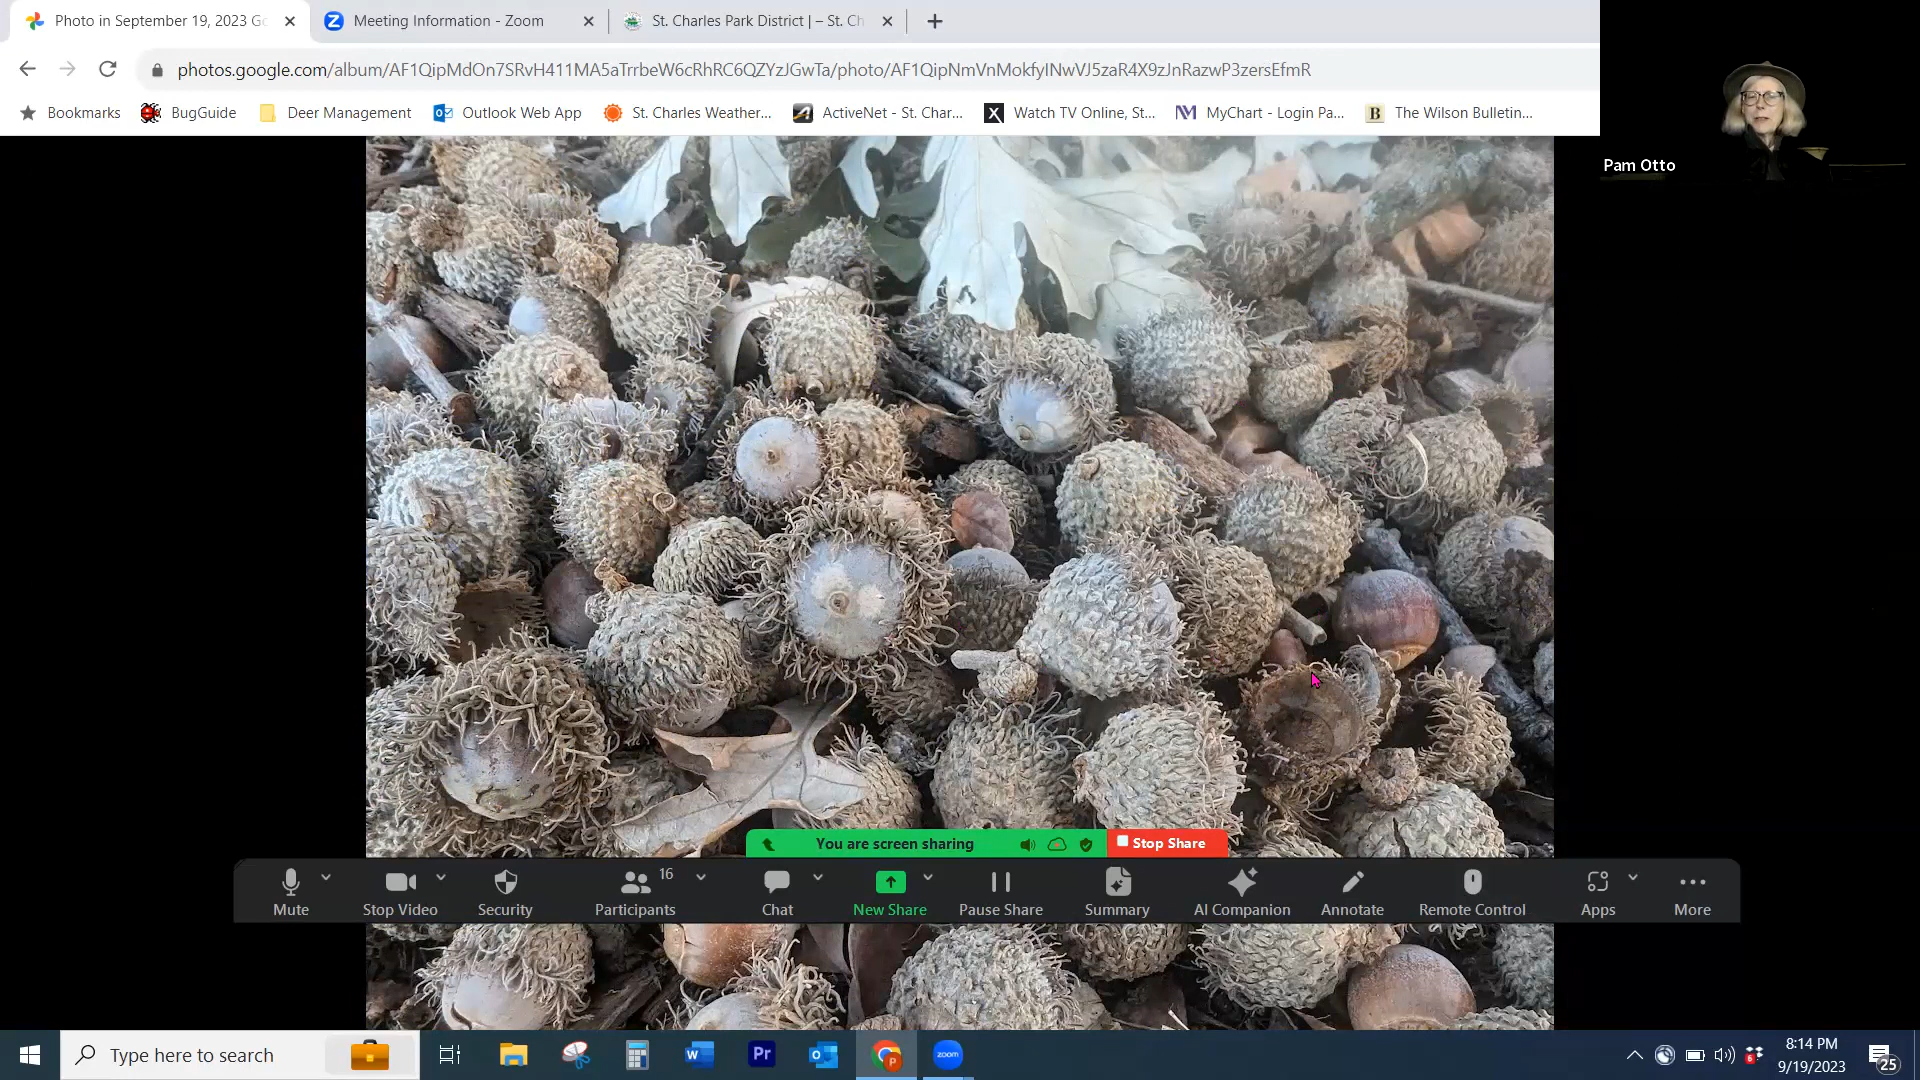 Photo in September 19, 2023 Go
Meeting Information - Zoom
St. Charles Park District | – St. Ch
photos.google.com/album/AF1QipMdOn7SRvH411MA5aTrrbeW6cRhRC6QZYzJGwTa/photo/AF1QipNmVnMokfyINwVJ5zaR4X9zJnRazwP3zersEfmR
Bookmarks
BugGuide
Deer Management
Outlook Web App
St. Charles Weather...
ActiveNet - St. Char...
Watch TV Online, St...
MyChart - Login Pa...
The Wilson Bulletin...
Pam Otto
You are screen sharing
Stop Share
Mute
Stop Video
Security
16
Participants
Chat
New Share
Pause Share
Summary
AI Companion
Annotate
Remote Control
Apps
More
Type here to search
8:14 PM
9/19/2023
25